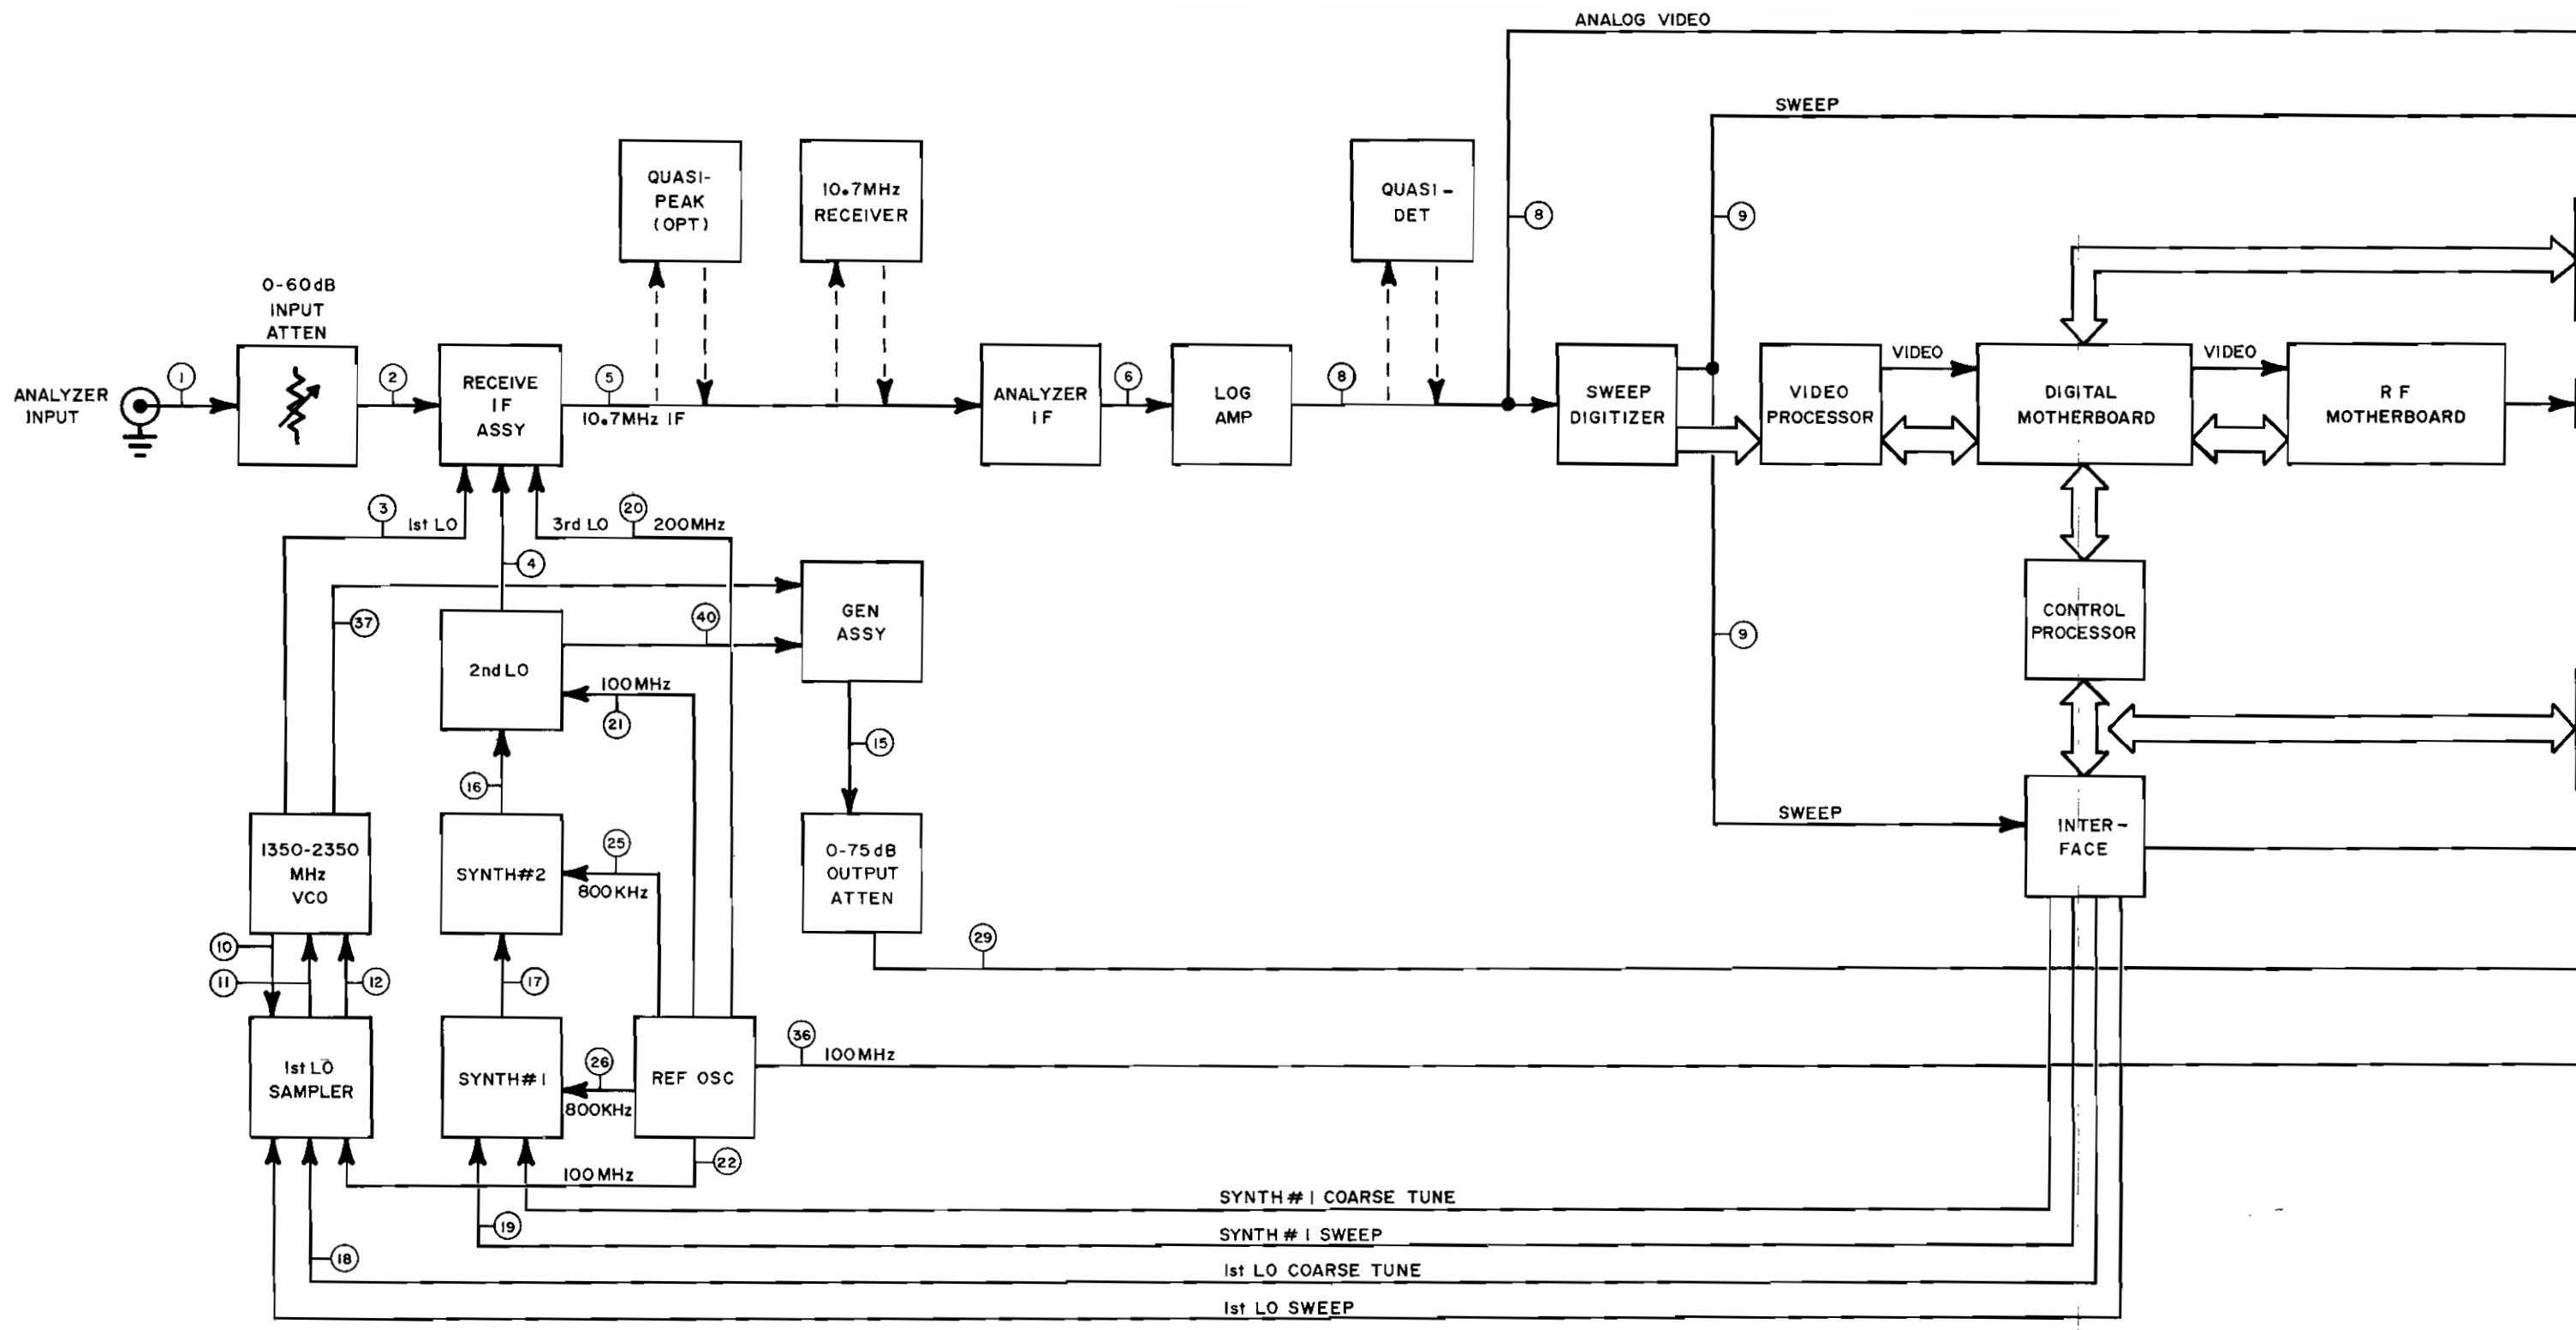 ANALOG VIDEO
SWEEP
QUASI-
PEAK
(OPT)
10.7MHz
RECEIVER
QUASI-
DET
8
9
0-60dB
INPUT
ATTEN
ANALYZER
INPUT
1
2
RECEIVE
IF
ASSY
5
10.7MHz IF
ANALYZER
IF
6
LOG
AMP
8
SWEEP
DIGITIZER
VIDEO
PROCESSOR
VIDEO
DIGITAL
MOTHERBOARD
VIDEO
RF
MOTHERBOARD
3
1st LO
3rd LO
20
200MHz
4
37
40
GEN
ASSY
2nd LO
100MHz
21
9
CONTROL
PROCESSOR
15
16
1350-2350
MHz
VCO
SYNTH#2
25
800KHz
0-75dB
OUTPUT
ATTEN
SWEEP
INTER-
FACE
10
11
12
17
29
1st LO
SAMPLER
SYNTH#1
26
800KHz
REF OSC
36
100MHz
22
100MHz
SYNTH#1 COARSE TUNE
19
SYNTH#1 SWEEP
18
1st LO COARSE TUNE
1st LO SWEEP